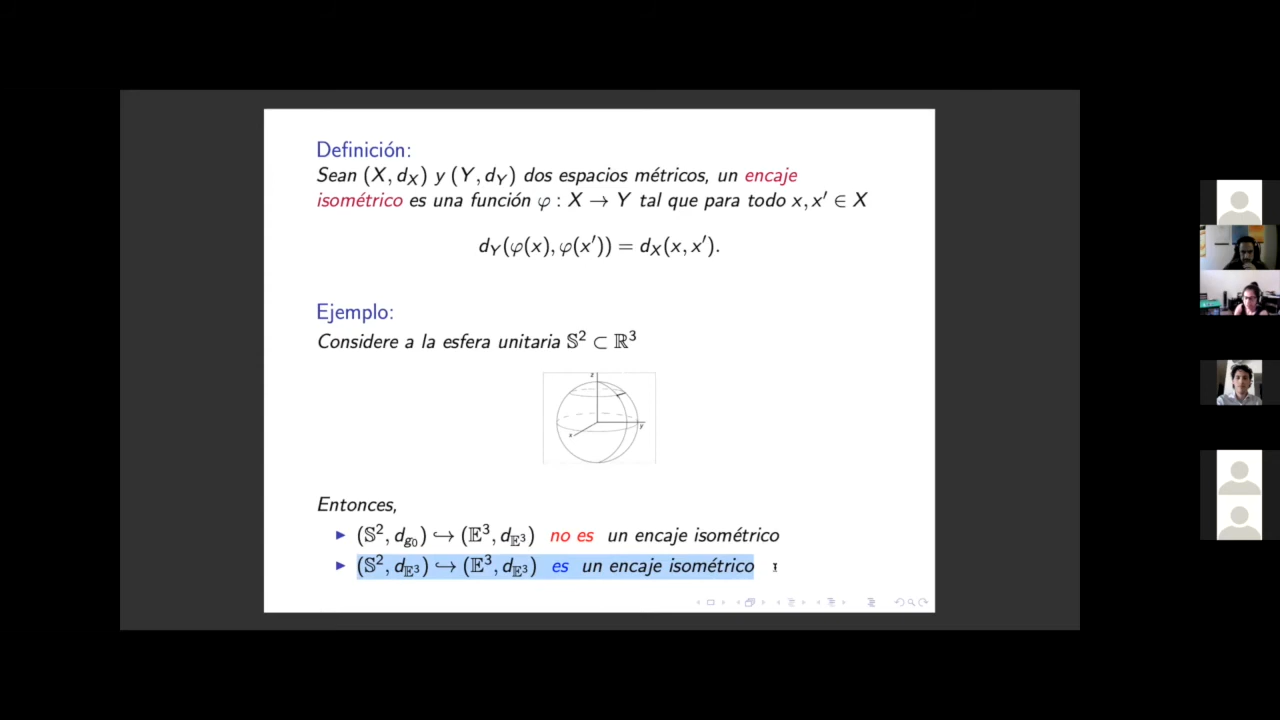 Definición:
Sean (X, d_X) y (Y, d_Y) dos espacios métricos, un encaje
isométrico es una función φ : X → Y tal que para todo x, x′ ∈ X
d_Y(φ(x), φ(x′)) = d_X(x, x′).
Ejemplo:
Considere a la esfera unitaria 𝕊² ⊂ ℝ³
z
y
x
Entonces,
▶ (𝕊², d_{g₀}) ↪ (𝔼³, d_{𝔼³}) no es un encaje isométrico
▶ (𝕊², d_{𝔼³}) ↪ (𝔼³, d_{𝔼³}) es un encaje isométrico